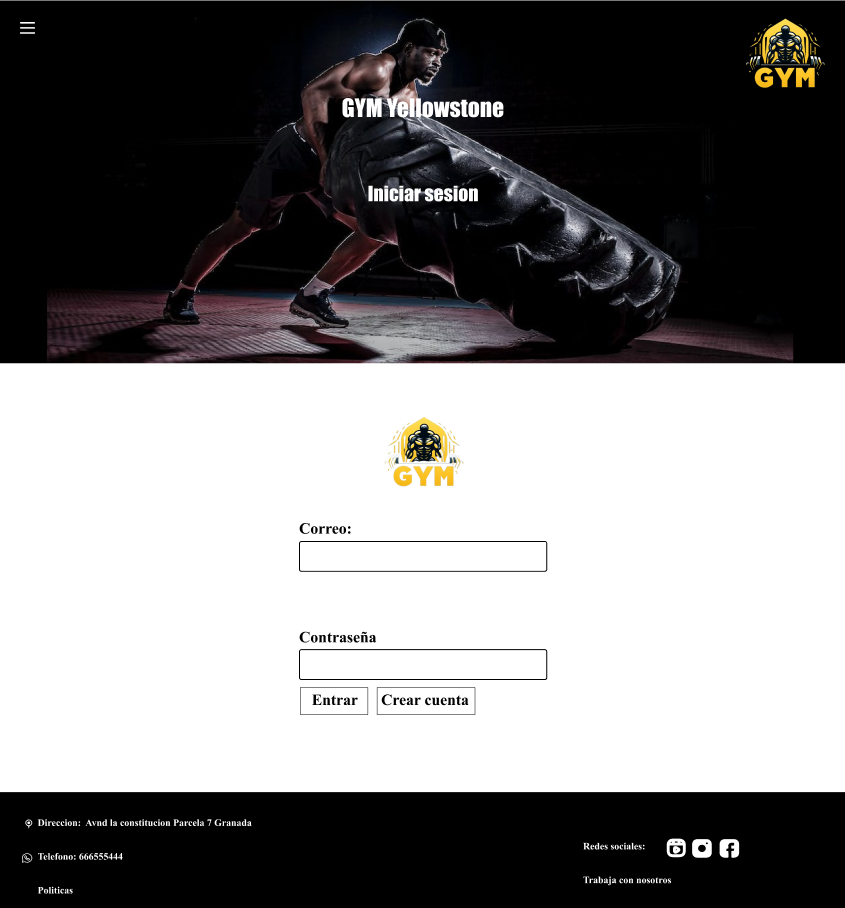 GYM
GYM Yellowstone
Iniciar sesion
GYM
Correo:
Contraseña
Entrar
Crear cuenta
Direccion: Avnd la constitucion Parcela 7 Granada
Telefono: 666555444
Politicas
Redes sociales:
Trabaja con nosotros